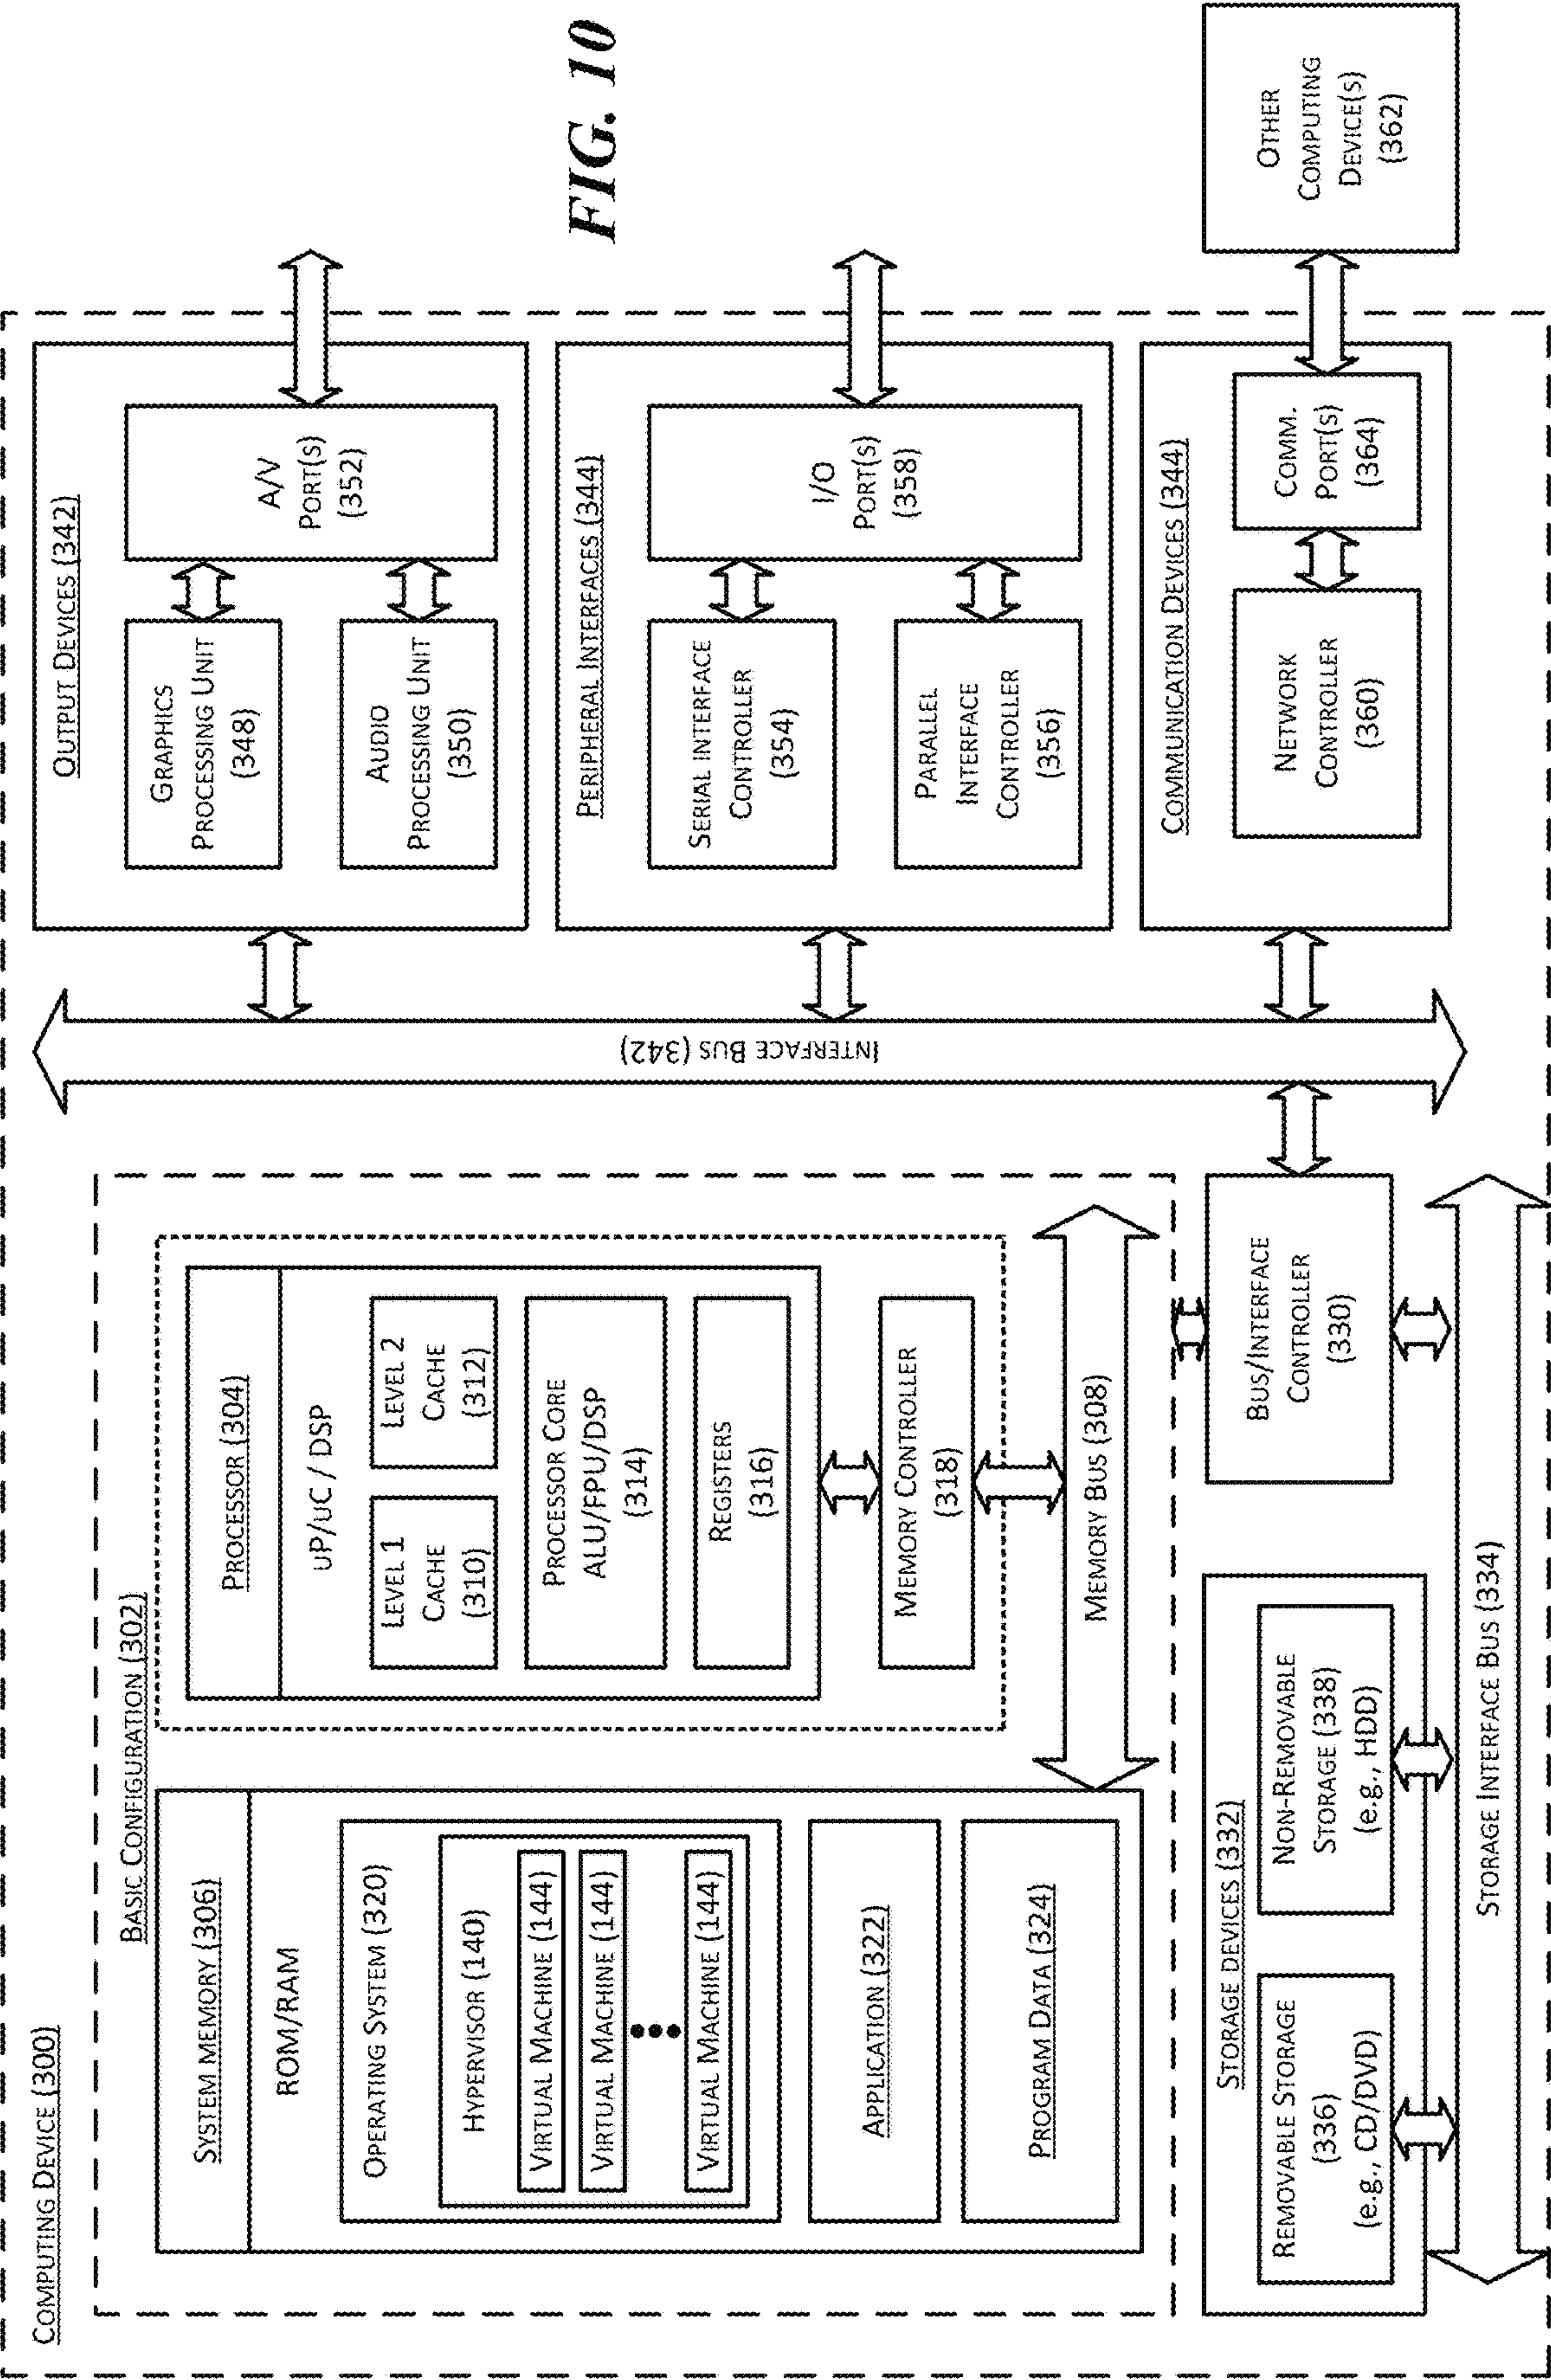 COMPUTING DEVICE (300)
BASIC CONFIGURATION (302)
SYSTEM MEMORY (306)
ROM/RAM
OPERATING SYSTEM (320)
HYPERVISOR (140)
VIRTUAL MACHINE (144)
VIRTUAL MACHINE (144)
VIRTUAL MACHINE (144)
APPLICATION (322)
PROGRAM DATA (324)
PROCESSOR (304)
UP/UC / DSP
LEVEL 1
CACHE
(310)
LEVEL 2
CACHE
(312)
PROCESSOR CORE
ALU/FPU/DSP
(314)
REGISTERS
(316)
MEMORY CONTROLLER
(318)
MEMORY BUS (308)
BUS/INTERFACE
CONTROLLER
(330)
STORAGE DEVICES (332)
REMOVABLE STORAGE
(336)
(e.g., CD/DVD)
NON-REMOVABLE
STORAGE (338)
(e.g., HDD)
STORAGE INTERFACE BUS (334)
INTERFACE BUS (342)
OUTPUT DEVICES (342)
GRAPHICS
PROCESSING UNIT
(348)
AUDIO
PROCESSING UNIT
(350)
A/V
PORT(S)
(352)
PERIPHERAL INTERFACES (344)
SERIAL INTERFACE
CONTROLLER
(354)
PARALLEL
INTERFACE
CONTROLLER
(356)
I/O
PORT(S)
(358)
COMMUNICATION DEVICES (344)
NETWORK
CONTROLLER
(360)
COMM.
PORT(S)
(364)
OTHER
COMPUTING
DEVICE(S)
(362)
FIG. 10